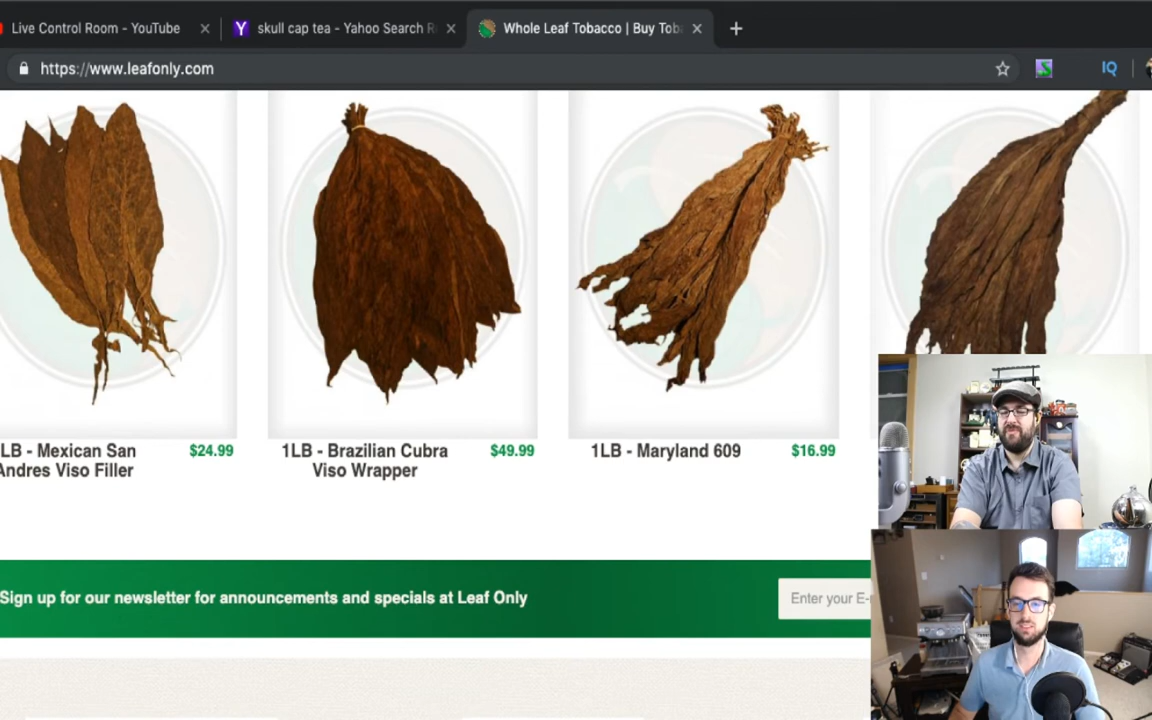 Live Control Room - YouTube
skull cap tea - Yahoo Search R
Whole Leaf Tobacco | Buy Tob
https://www.leafonly.com
IQ
LB - Mexican San
Andres Viso Filler
$24.99
1LB - Brazilian Cubra
Viso Wrapper
$49.99
1LB - Maryland 609
$16.99
Sign up for our newsletter for announcements and specials at Leaf Only
Enter your E-